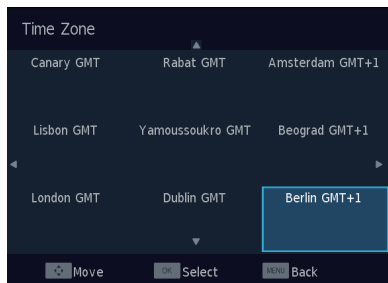 Time Zone
Canary GMT
Rabat GMT
Amsterdam GMT+1
Lisbon GMT
Yamoussoukro GMT
Beograd GMT+1
London GMT
Dublin GMT
Berlin GMT+1
Move
OK Select
MENU Back